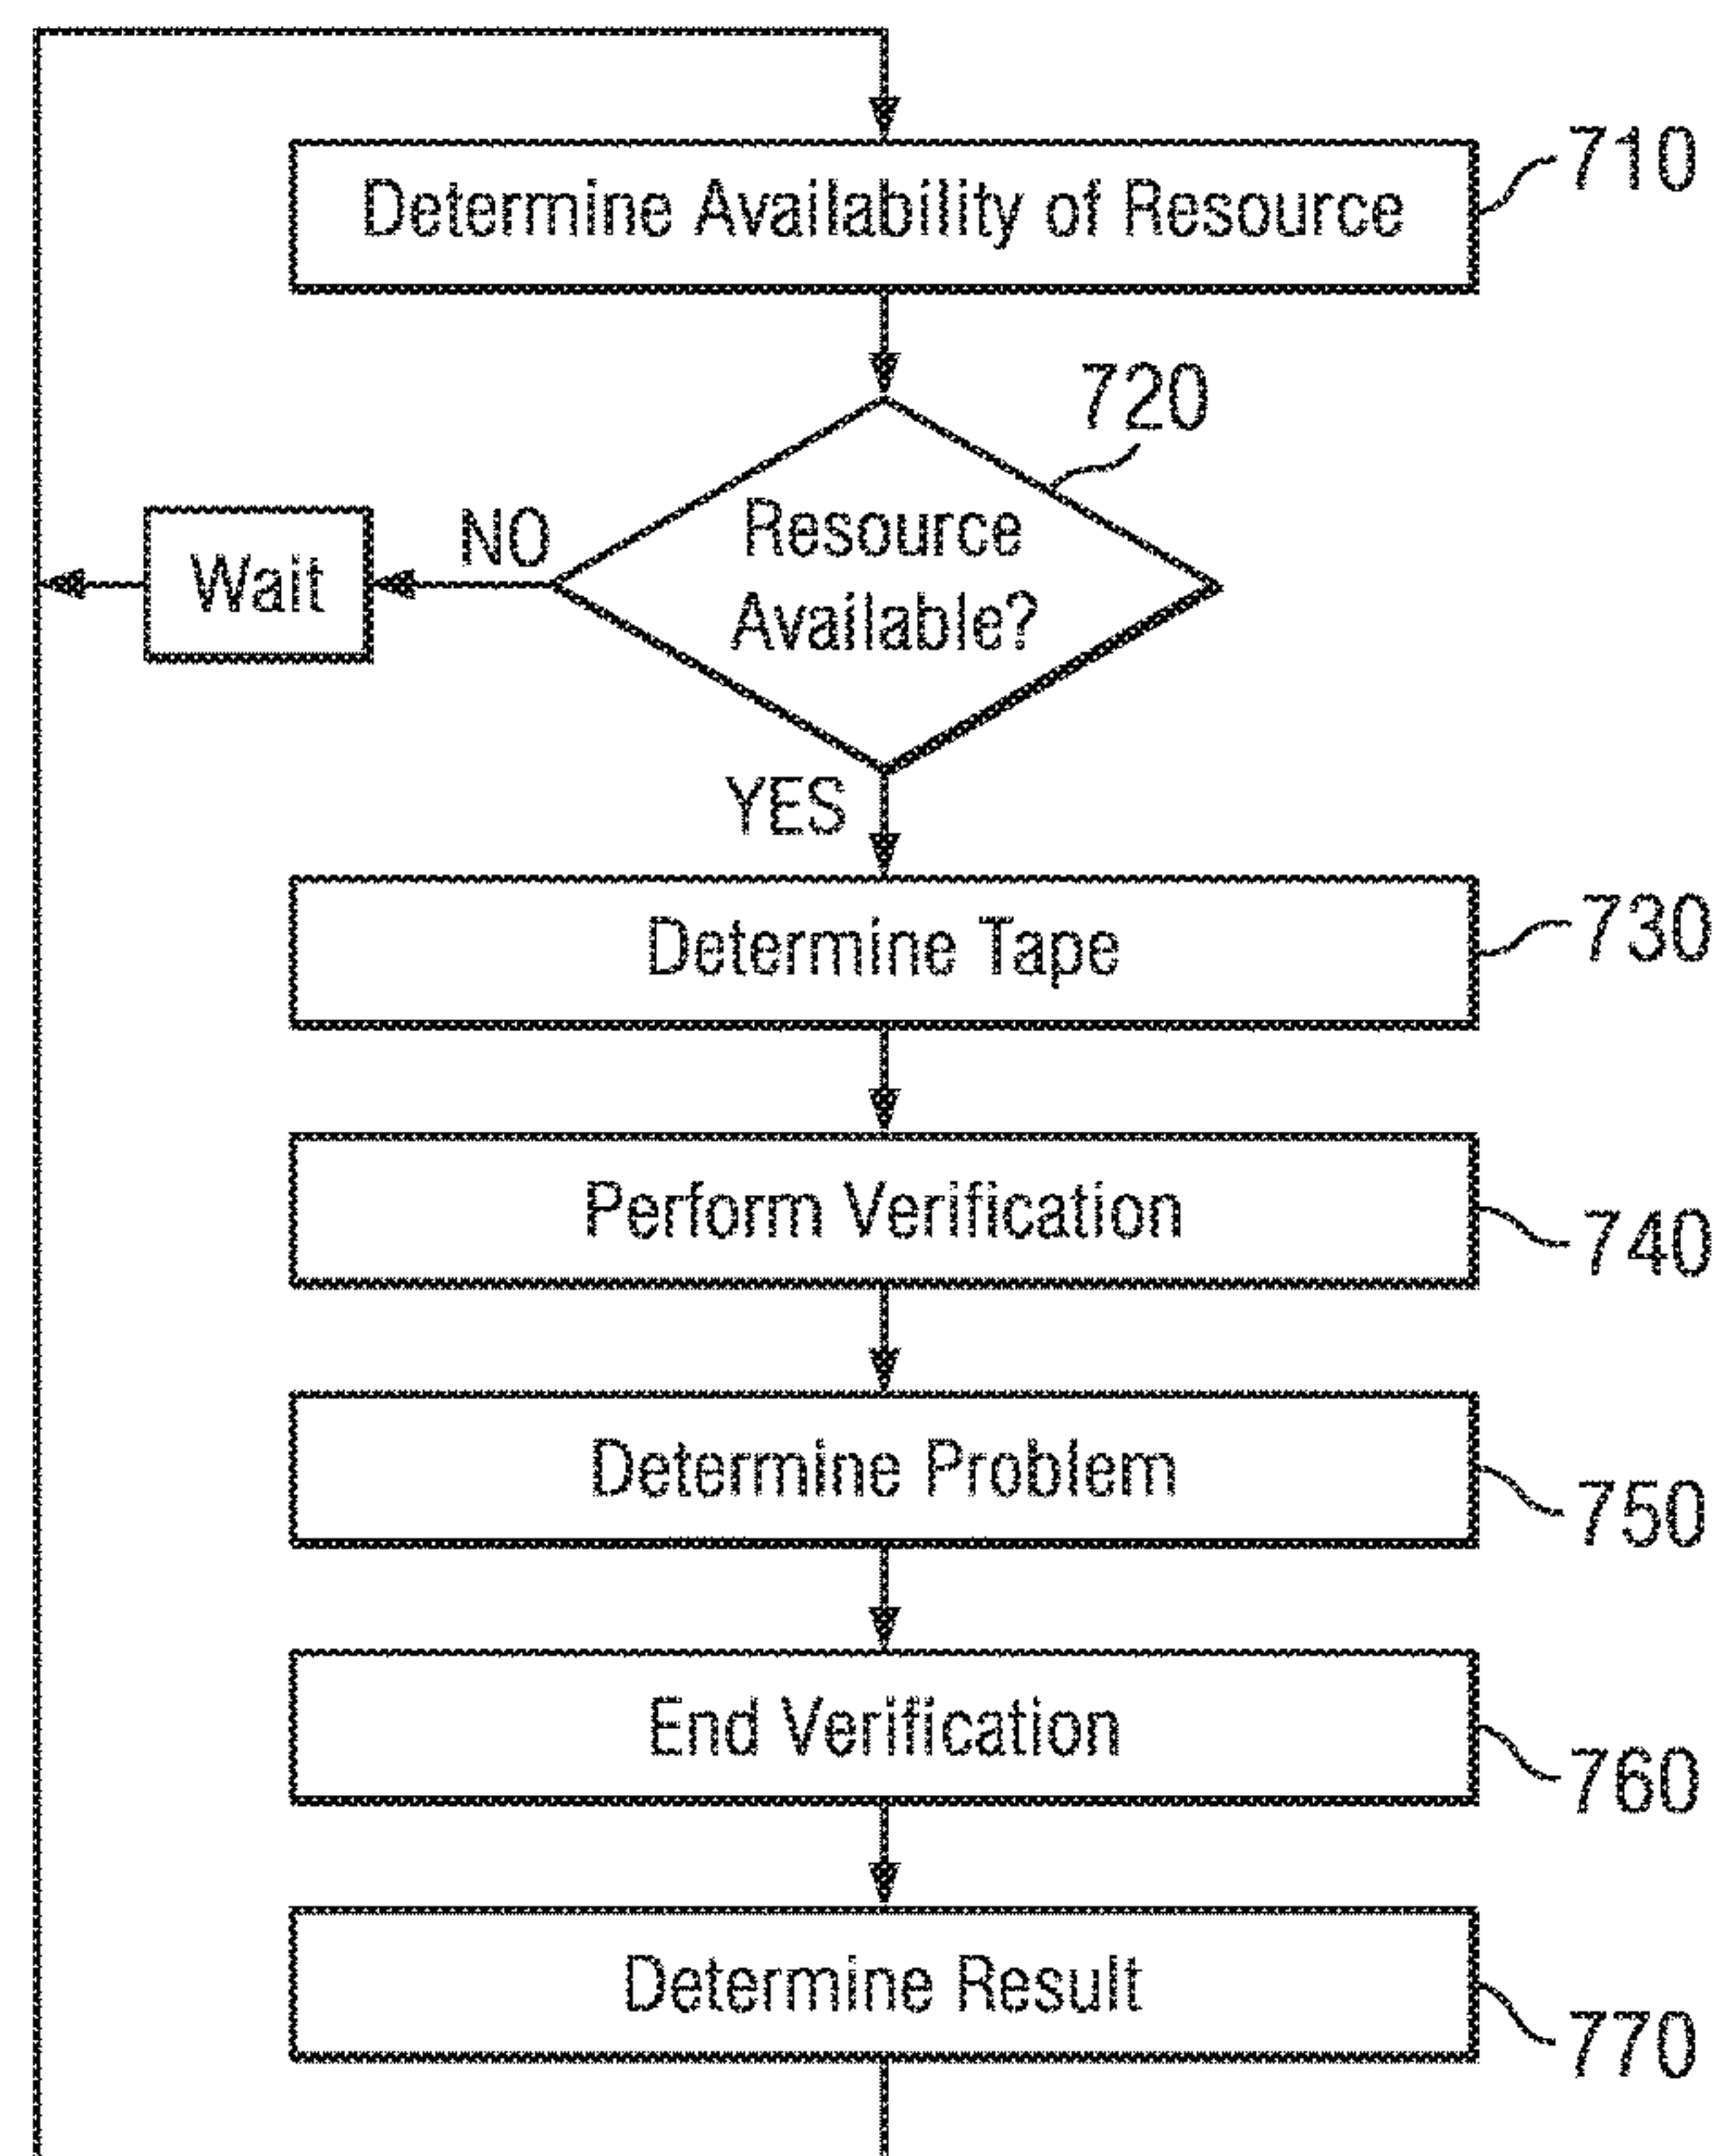 Determine Availability of Resource
710
720
Resource
Available?
NO
Wait
YES
Determine Tape
730
Perform Verification
740
Determine Problem
750
End Verification
760
Determine Result
770